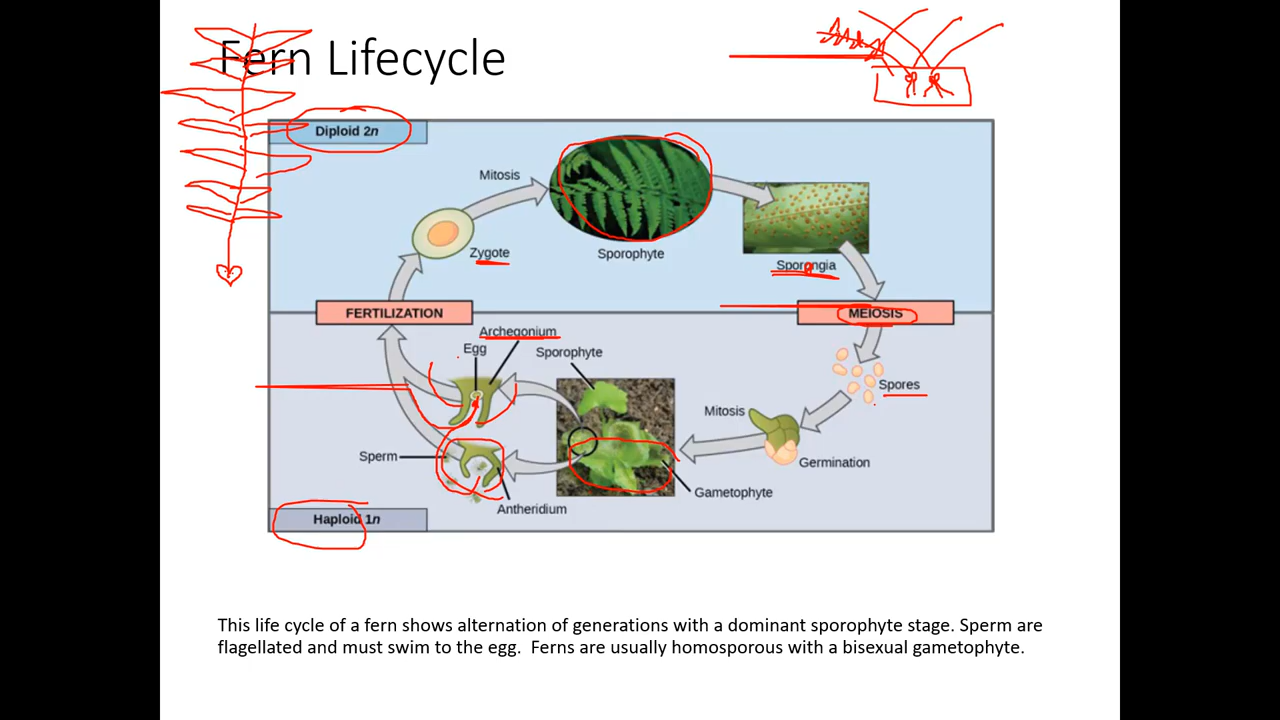 Fern Lifecycle
Diploid 2n
Mitosis
Zygote
Sporophyte
Sporangia
FERTILIZATION
MEIOSIS
Archegonium
Egg
Sporophyte
Spores
Mitosis
Germination
Sperm
Gametophyte
Antheridium
Haploid 1n
This life cycle of a fern shows alternation of generations with a dominant sporophyte stage. Sperm are
flagellated and must swim to the egg. Ferns are usually homosporous with a bisexual gametophyte.